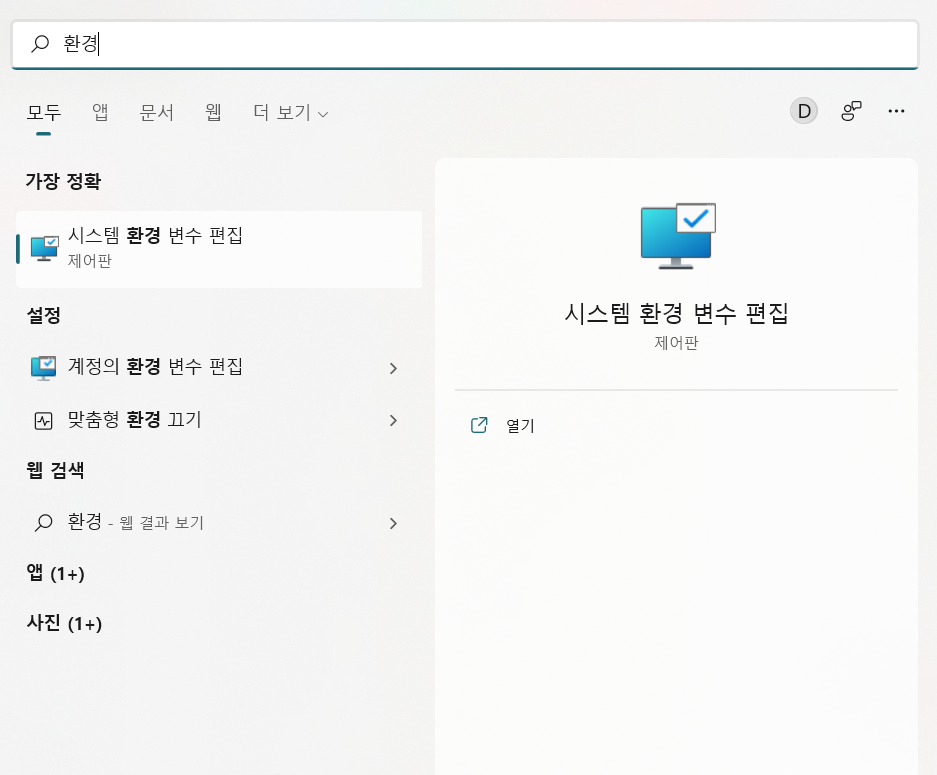 환경
모두 앱 문서 웹 더 보기
D
가장 정확
시스템 환경 변수 편집
제어판
설정
계정의 환경 변수 편집
맞춤형 환경 끄기
웹 검색
환경 - 웹 결과 보기
앱 (1+)
사진 (1+)
시스템 환경 변수 편집
제어판
열기